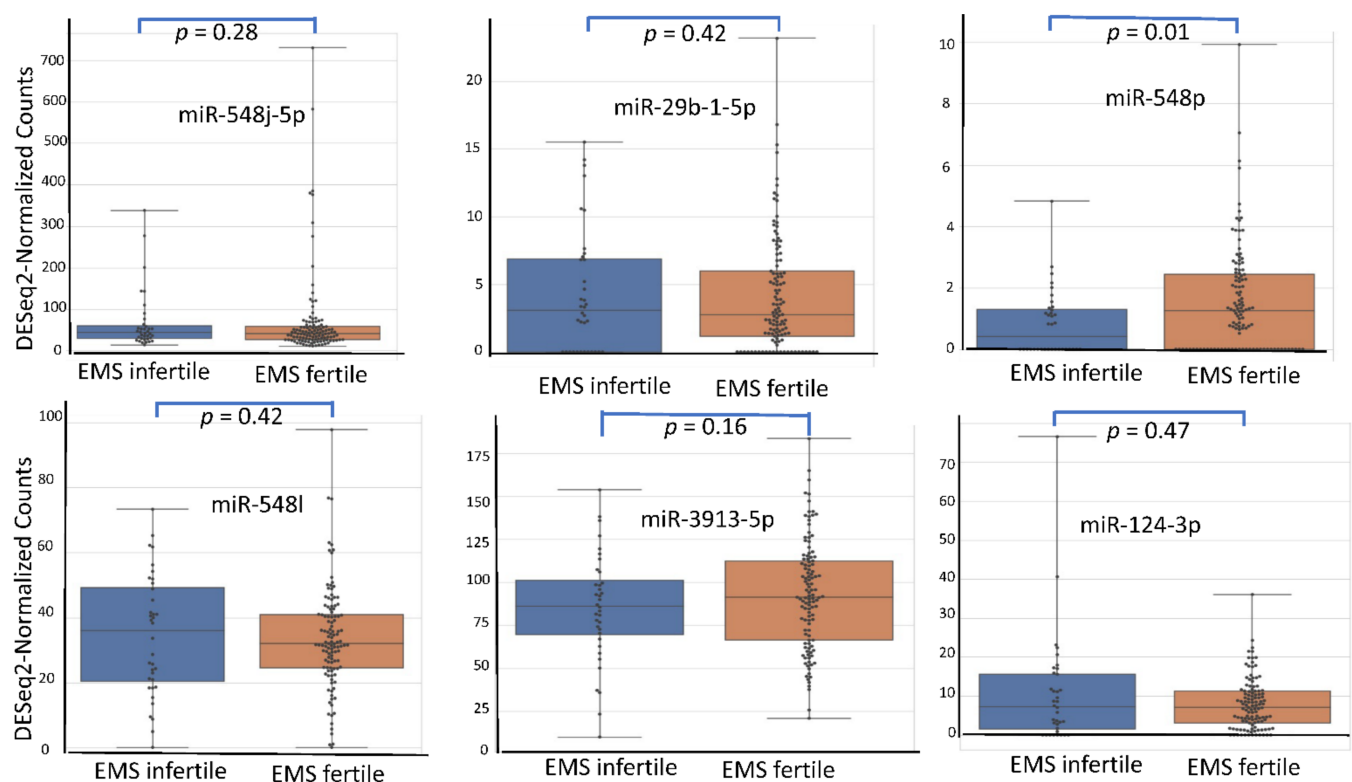 p = 0.28
700
600
500
400
300
200
100
0
miR-548j-5p
DESeq2-Normalized Counts
EMS infertile
EMS fertile
p = 0.42
20
15
10
5
0
miR-29b-1-5p
EMS infertile
EMS fertile
p = 0.01
10
8
6
4
2
0
miR-548p
EMS infertile
EMS fertile
p = 0.42
100
80
60
40
20
0
miR-548l
DESeq2-Normalized Counts
EMS infertile
EMS fertile
p = 0.16
175
150
125
100
75
50
25
0
miR-3913-5p
EMS infertile
EMS fertile
p = 0.47
70
60
50
40
30
20
10
0
miR-124-3p
EMS infertile
EMS fertile